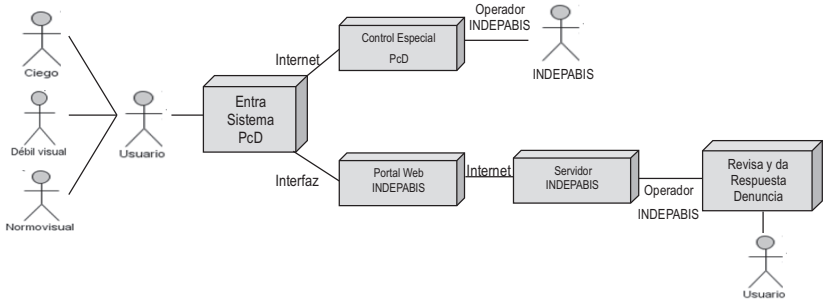 Ciego
Débil visual
Normovisual
Usuario
Entra
Sistema
PcD
Internet
Control Especial
PcD
Operador
INDEPABIS
INDEPABIS
Interfaz
Portal Web
INDEPABIS
Internet
Servidor
INDEPABIS
Operador
INDEPABIS
Revisa y da
Respuesta
Denuncia
Usuario